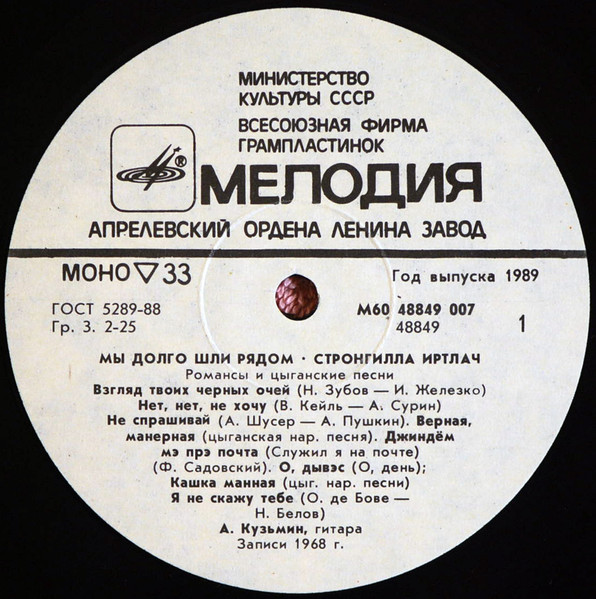 МИНИСТЕРСТВО
КУЛЬТУРЫ СССР
ВСЕСОЮЗНАЯ ФИРМА
ГРАМПЛАСТИНОК
®
МЕЛОДИЯ
АПРЕЛЕВСКИЙ ОРДЕНА ЛЕНИНА ЗАВОД
МОНО ▽ 33
Год выпуска 1989
ГОСТ 5289-88
М60 48849 007
Гр. 3. 2-25
48849
1
МЫ ДОЛГО ШЛИ РЯДОМ · СТРОНГИЛЛА ИРТЛАЧ
Романсы и цыганские песни
Взгляд твоих черных очей (Н. Зубов — И. Железко)
Нет, нет, не хочу (В. Кейль — А. Сурин)
Не спрашивай (А. Шусер — А. Пушкин). Верная,
манерная (цыганская нар. песня). Джиндём
мэ прэ почта (Служил я на почте)
(Ф. Садовский). О, дывэс (О, день);
Кашка манная (цыг. нар. песни)
Я не скажу тебе (О. де Бове —
Н. Белов)
А. Кузьмин, гитара
Записи 1968 г.